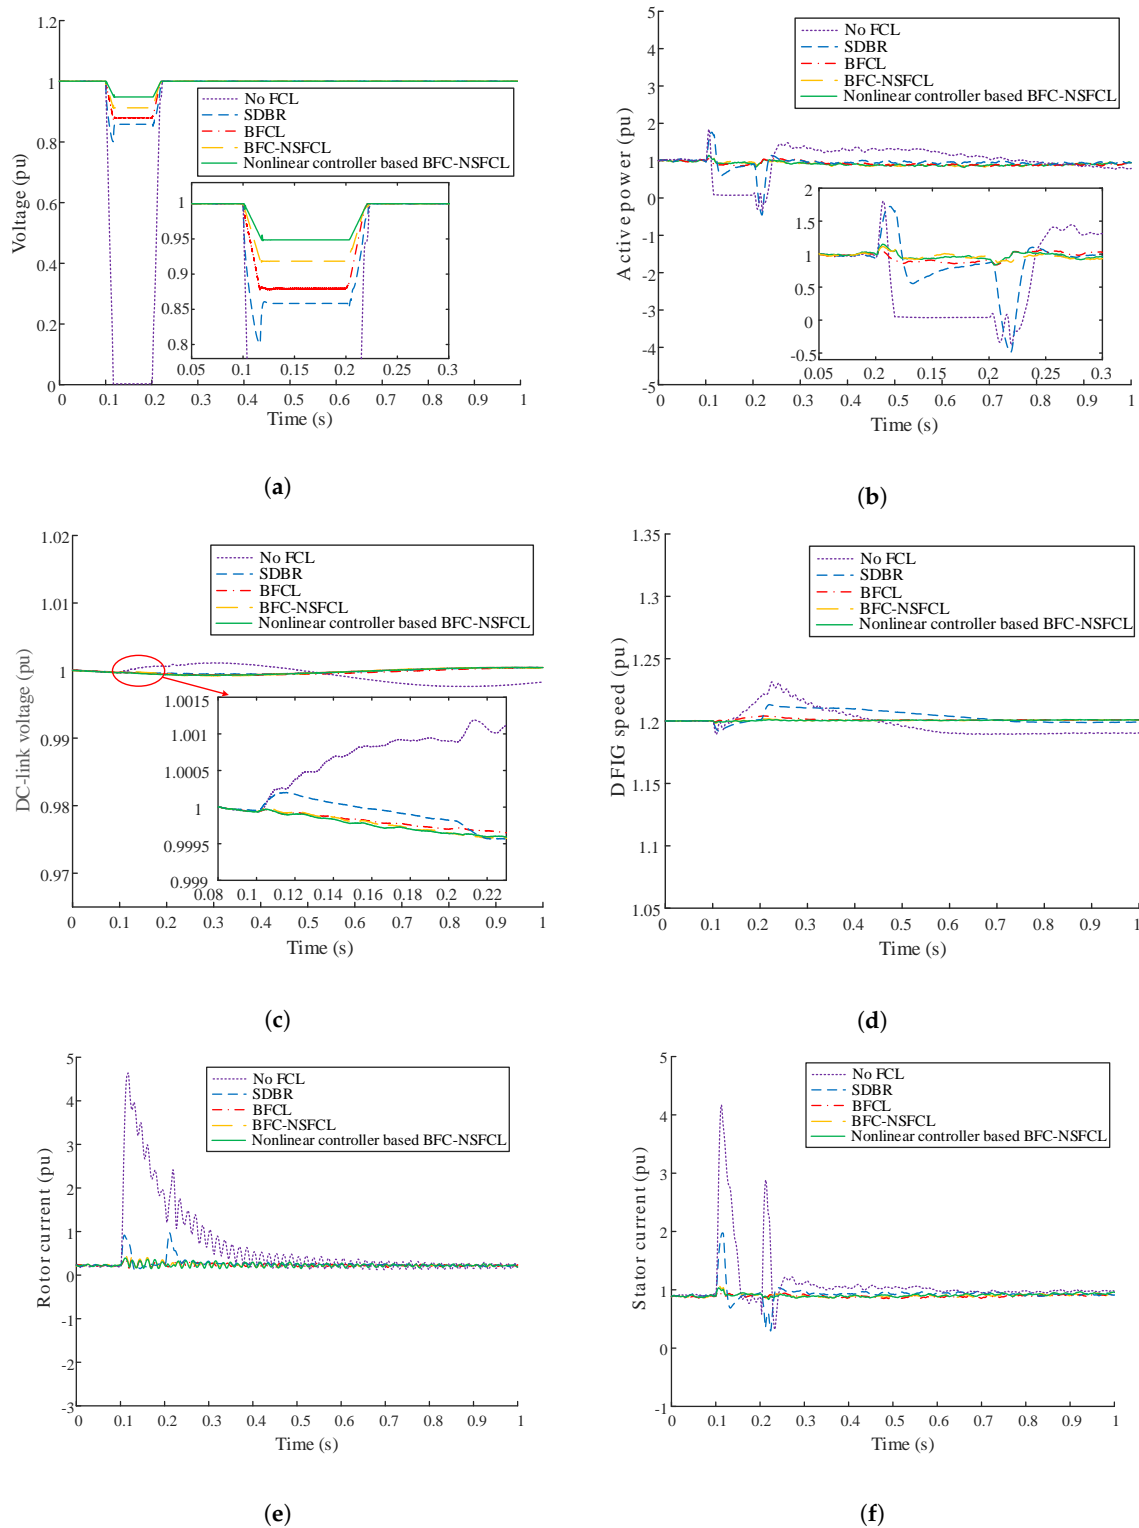 1.2
1
0.8
0.6
0.4
0.2
0
Voltage (pu)
No FCL
SDBR
BFCL
BFC-NSFCL
Nonlinear controller based BFC-NSFCL
1
0.95
0.9
0.85
0.8
0.05 0.1 0.15 0.2 0.25 0.3
0 0.1 0.2 0.3 0.4 0.5 0.6 0.7 0.8 0.9 1
Time (s)
(a)
5
4
3
2
1
0
-1
-2
-3
-4
-5
Active power (pu)
No FCL
SDBR
BFCL
BFC-NSFCL
Nonlinear controller based BFC-NSFCL
2
1.5
1
0.5
0
-0.5
0.05 0.2 0.15 0.2 0.25 0.3
0 0.1 0.2 0.3 0.4 0.5 0.6 0.7 0.8 0.9 1
Time (s)
(b)
1.02
1.01
1
0.99
0.98
0.97
DC-link voltage (pu)
No FCL
SDBR
BFCL
BFC-NSFCL
Nonlinear controller based BFC-NSFCL
1.0015
1.001
1.0005
1
0.9995
0.999
0.08 0.1 0.12 0.14 0.16 0.18 0.2 0.22
0 0.1 0.2 0.3 0.4 0.5 0.6 0.7 0.8 0.9 1
Time (s)
(c)
1.35
1.3
1.25
1.2
1.15
1.1
1.05
DFIG speed (pu)
No FCL
SDBR
BFCL
BFC-NSFCL
Nonlinear controller based BFC-NSFCL
0 0.1 0.2 0.3 0.4 0.5 0.6 0.7 0.8 0.9 1
Time (s)
(d)
5
4
3
2
1
0
-1
-2
-3
Rotor current (pu)
No FCL
SDBR
BFCL
BFC-NSFCL
Nonlinear controller based BFC-NSFCL
0 0.1 0.2 0.3 0.4 0.5 0.6 0.7 0.8 0.9 1
Time (s)
(e)
5
4
3
2
1
0
-1
Stator current (pu)
No FCL
SDBR
BFCL
BFC-NSFCL
Nonlinear controller based BFC-NSFCL
0 0.1 0.2 0.3 0.4 0.5 0.6 0.7 0.8 0.9 1
Time (s)
(f)